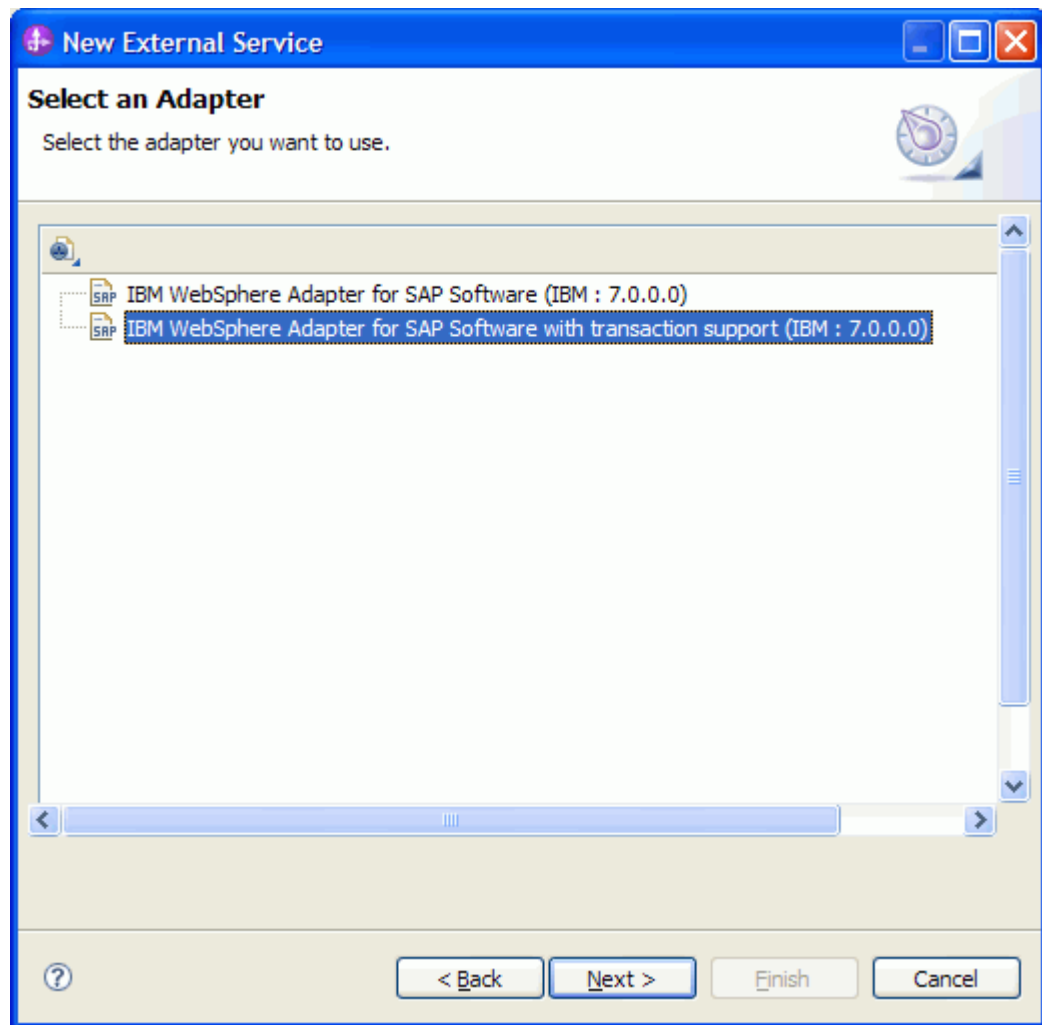 New External Service
Select an Adapter
Select the adapter you want to use.
SAP IBM WebSphere Adapter for SAP Software (IBM : 7.0.0.0)
SAP IBM WebSphere Adapter for SAP Software with transaction support (IBM : 7.0.0.0)
? < Back Next > Finish Cancel